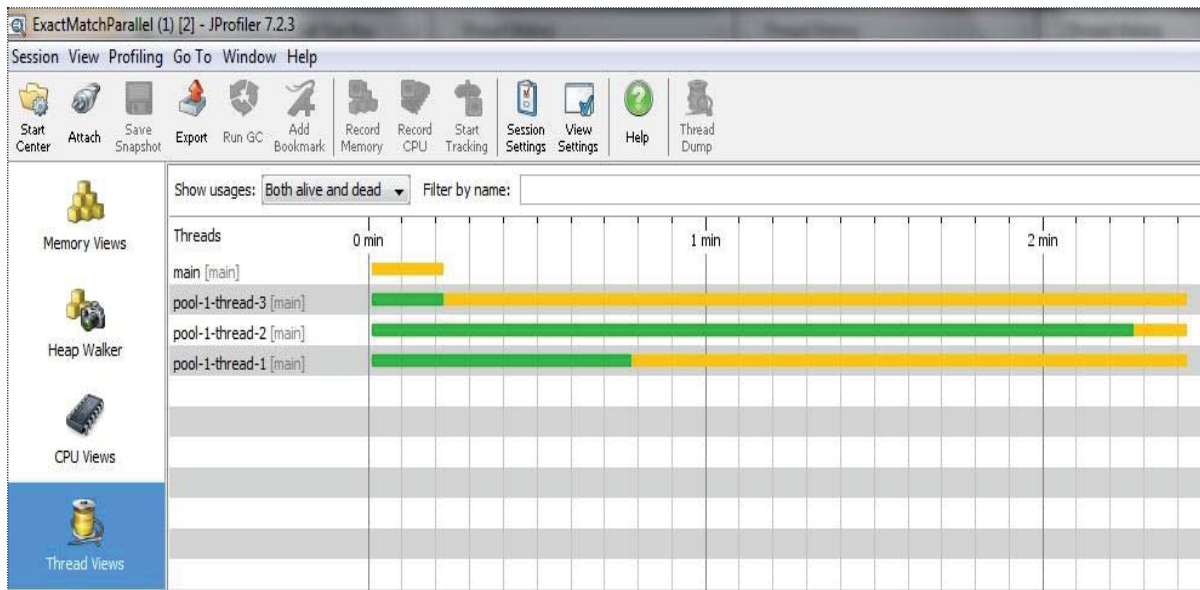 ExactMatchParallel (1) [2] - JProfiler 7.2.3
Session View Profiling Go To Window Help
Start Center
Attach
Save Snapshot
Export
Run GC
Add Bookmark
Record Memory
Record CPU
Start Tracking
Session Settings
View Settings
Help
Thread Dump
Show usages: Both alive and dead Filter by name:
Memory Views
Heap Walker
CPU Views
Thread Views
Threads 0 min 1 min 2 min
main [main]
pool-1-thread-3 [main]
pool-1-thread-2 [main]
pool-1-thread-1 [main]